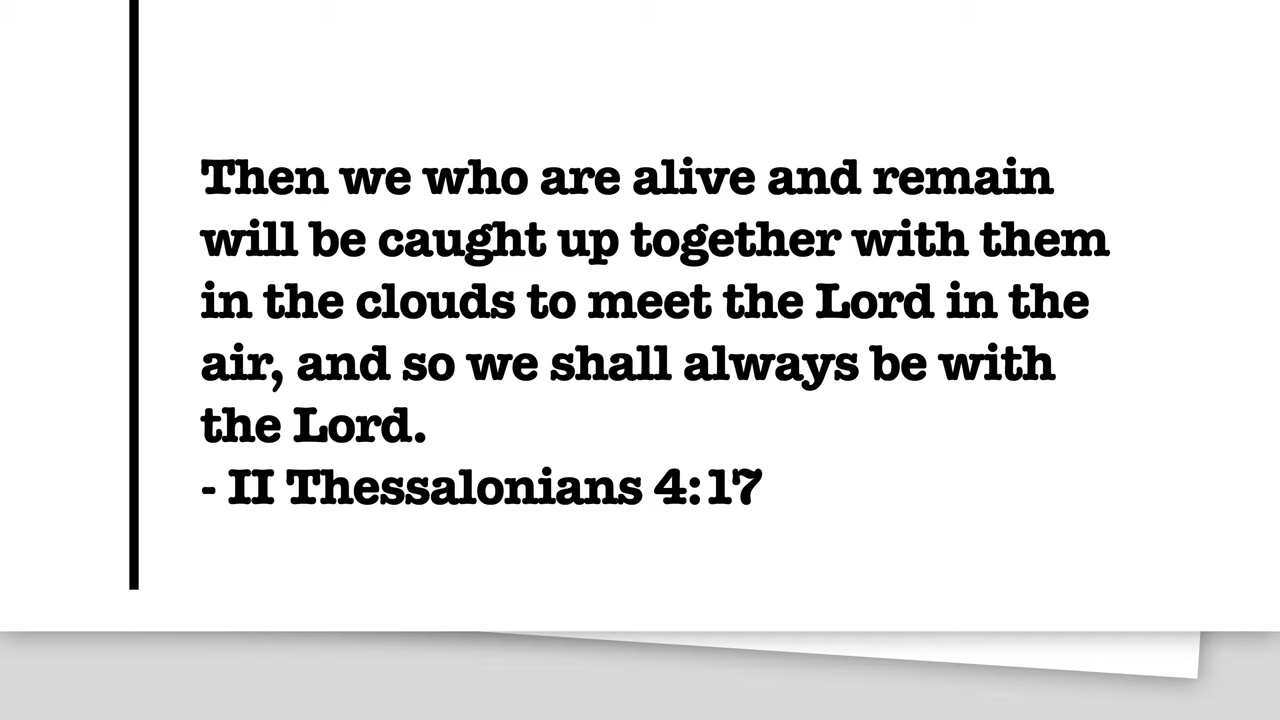 Then we who are alive and remain
will be caught up together with them
in the clouds to meet the Lord in the
air, and so we shall always be with
the Lord.
- II Thessalonians 4:17